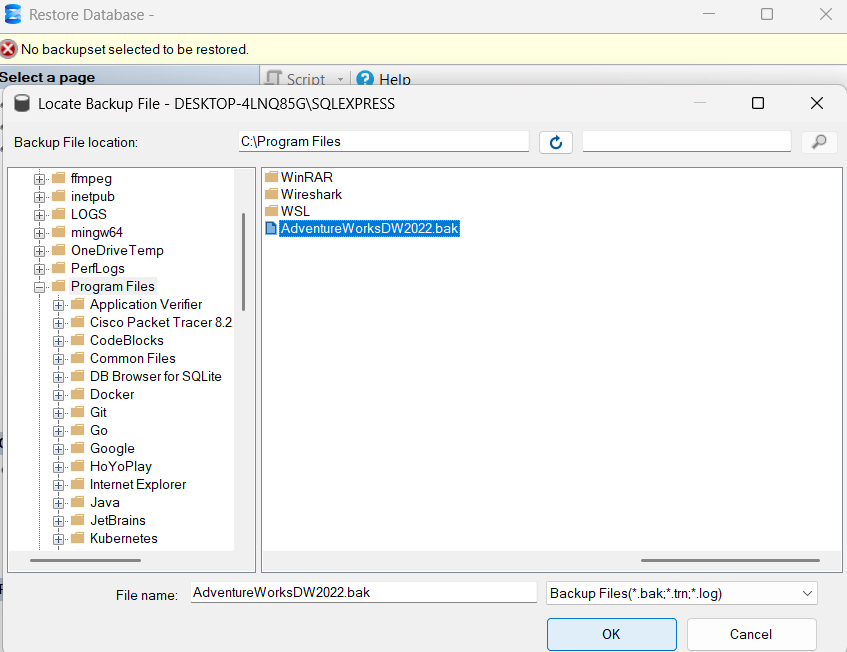 Restore Database -
No backupset selected to be restored.
Select a page
Script
Help
Locate Backup File - DESKTOP-4LNQ85G\SQLEXPRESS
Backup File location:
C:\Program Files
ffmpeg
inetpub
LOGS
mingw64
OneDriveTemp
PerfLogs
Program Files
Application Verifier
Cisco Packet Tracer 8.2
CodeBlocks
Common Files
DB Browser for SQLite
Docker
Git
Go
Google
HoYoPlay
Internet Explorer
Java
JetBrains
Kubernetes
WinRAR
Wireshark
WSL
AdventureWorksDW2022.bak
File name:
AdventureWorksDW2022.bak
Backup Files(*.bak;*.trn;*.log)
OK
Cancel